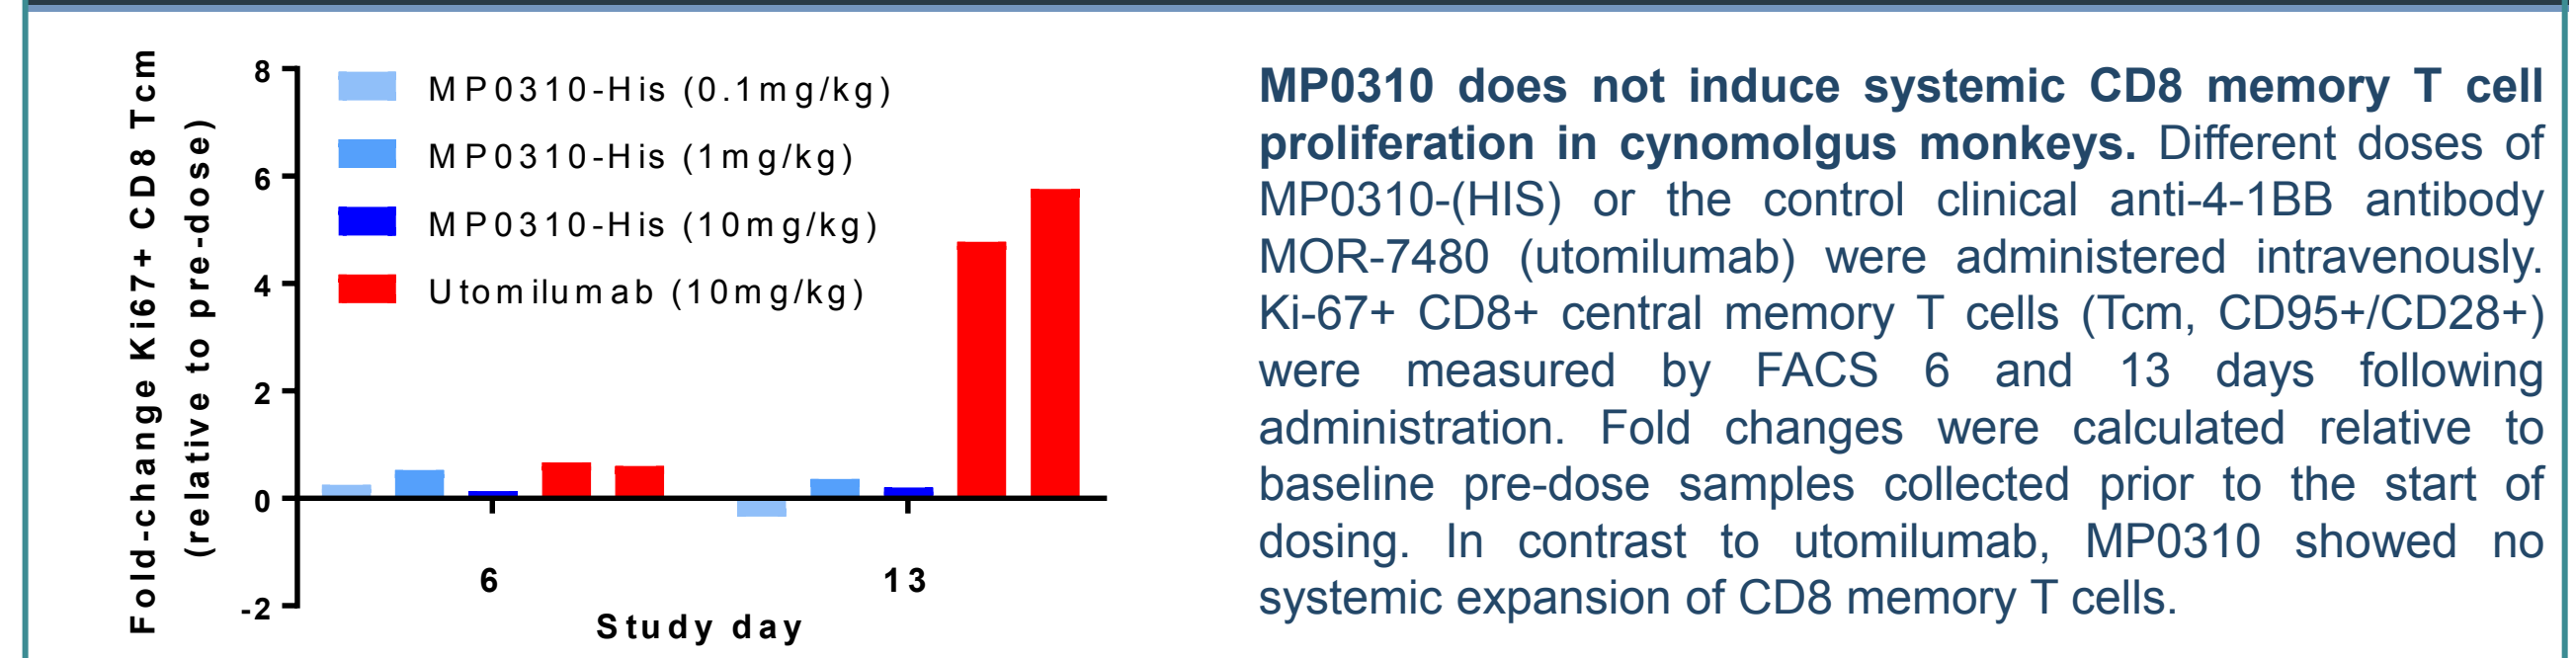 Fold-change Ki67+ CD8 Tcm
(relative to pre-dose)
8
6
4
2
0
-2
MP0310-His (0.1mg/kg)
MP0310-His (1mg/kg)
MP0310-His (10mg/kg)
Utomilumab (10mg/kg)
6
13
Study day
MP0310 does not induce systemic CD8 memory T cell
proliferation in cynomolgus monkeys. Different doses of
MP0310-(HIS) or the control clinical anti-4-1BB antibody
MOR-7480 (utomilumab) were administered intravenously.
Ki-67+ CD8+ central memory T cells (Tcm, CD95+/CD28+)
were measured by FACS 6 and 13 days following
administration. Fold changes were calculated relative to
baseline pre-dose samples collected prior to the start of
dosing. In contrast to utomilumab, MP0310 showed no
systemic expansion of CD8 memory T cells.